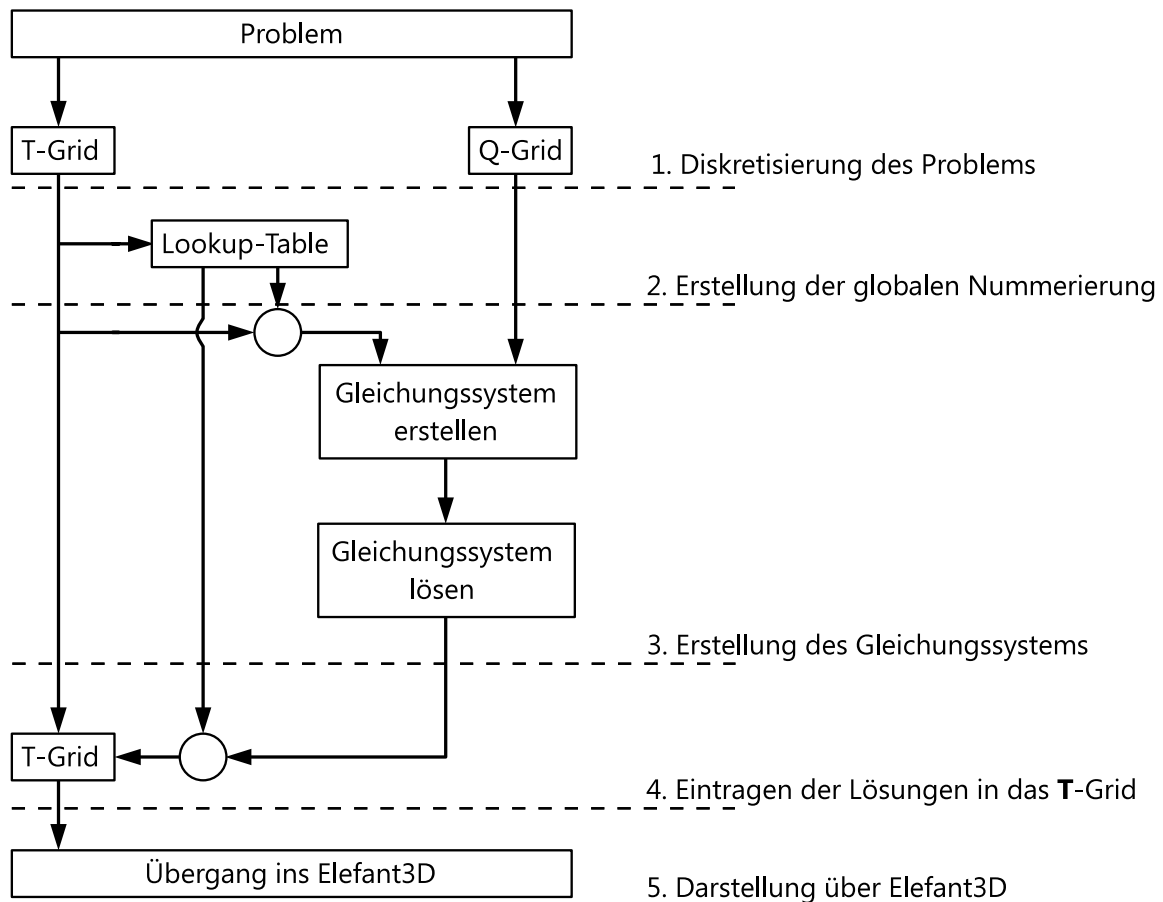 Problem
T-Grid
Q-Grid
1. Diskretisierung des Problems
Lookup-Table
2. Erstellung der globalen Nummerierung
Gleichungssystem
erstellen
Gleichungssystem
lösen
3. Erstellung des Gleichungssystems
T-Grid
4. Eintragen der Lösungen in das T-Grid
Übergang ins Elefant3D
5. Darstellung über Elefant3D